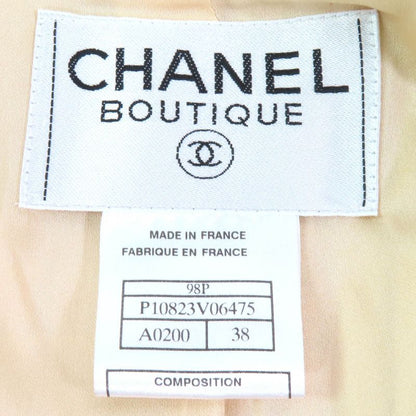 CHANEL
BOUTIQUE
MADE IN FRANCE
FABRIQUE EN FRANCE
98P
P10823V06475
A0200 38
COMPOSITION